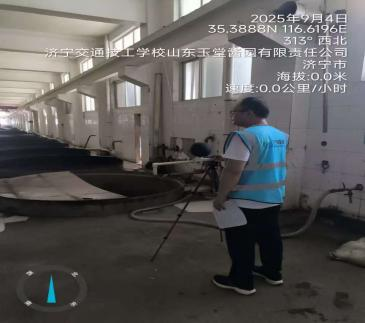 2025年9月4日
35.3888N 116.6196E
313° 西北
济宁交通技工学校山东玉堂酱园有限责任公司
济宁市
海拔:0.0米
速度:0.0公里/小时